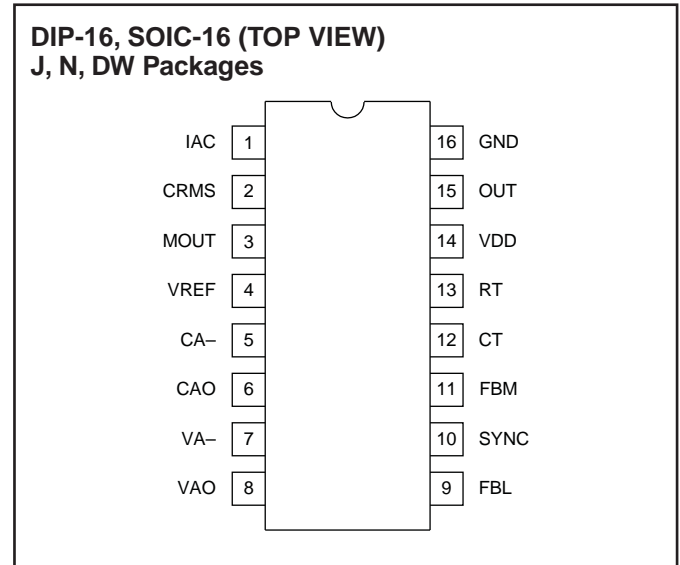 DIP-16, SOIC-16 (TOP VIEW)
J, N, DW Packages
IAC 1 16 GND
CRMS 2 15 OUT
MOUT 3 14 VDD
VREF 4 13 RT
CA– 5 12 CT
CAO 6 11 FBM
VA– 7 10 SYNC
VAO 8 9 FBL